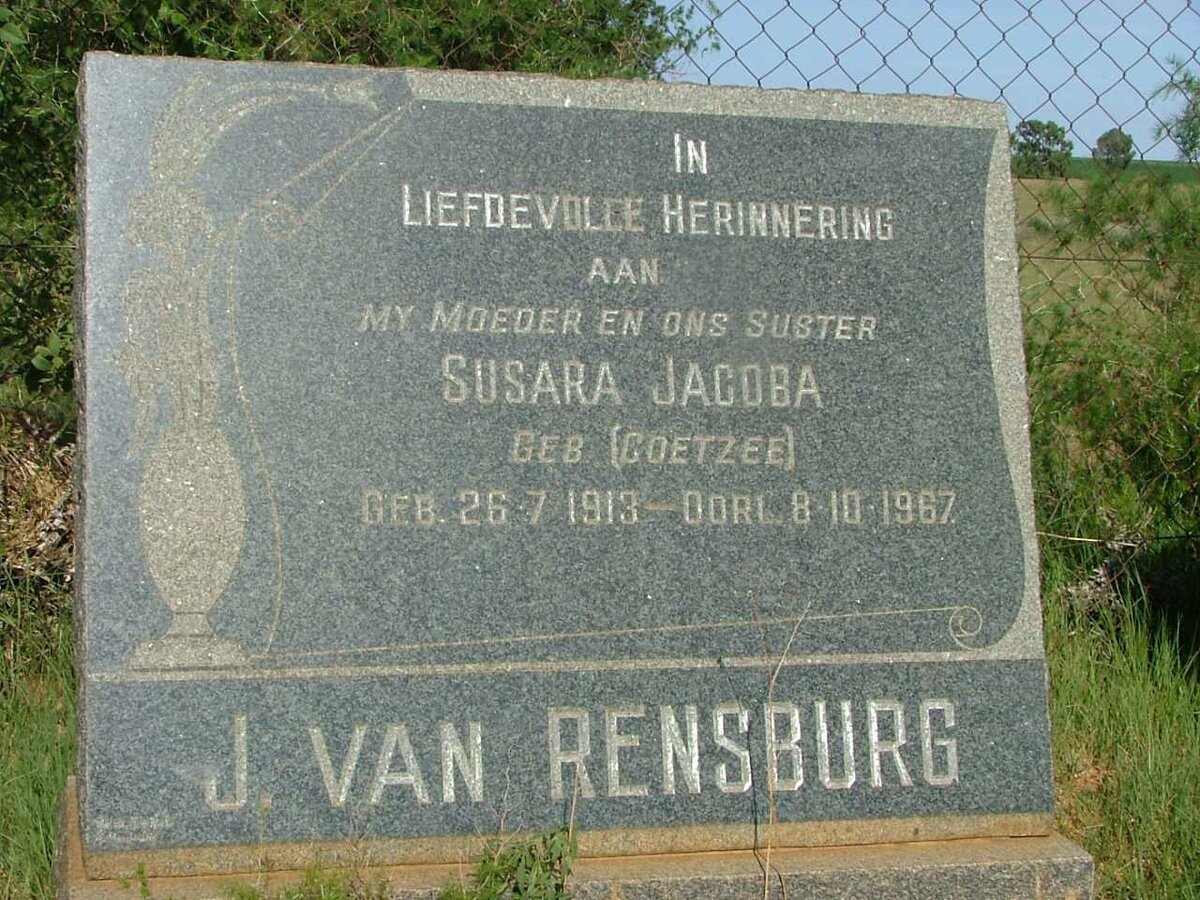 IN
LIEFDEVOLLE HERINNERING
AAN
MY MOEDER EN ONS SUSTER
SUSARA JACOBA
GEB (COETZEE)
GEB. 26-7 1913 — OORL. 8-10-1967.
J. VAN RENSBURG